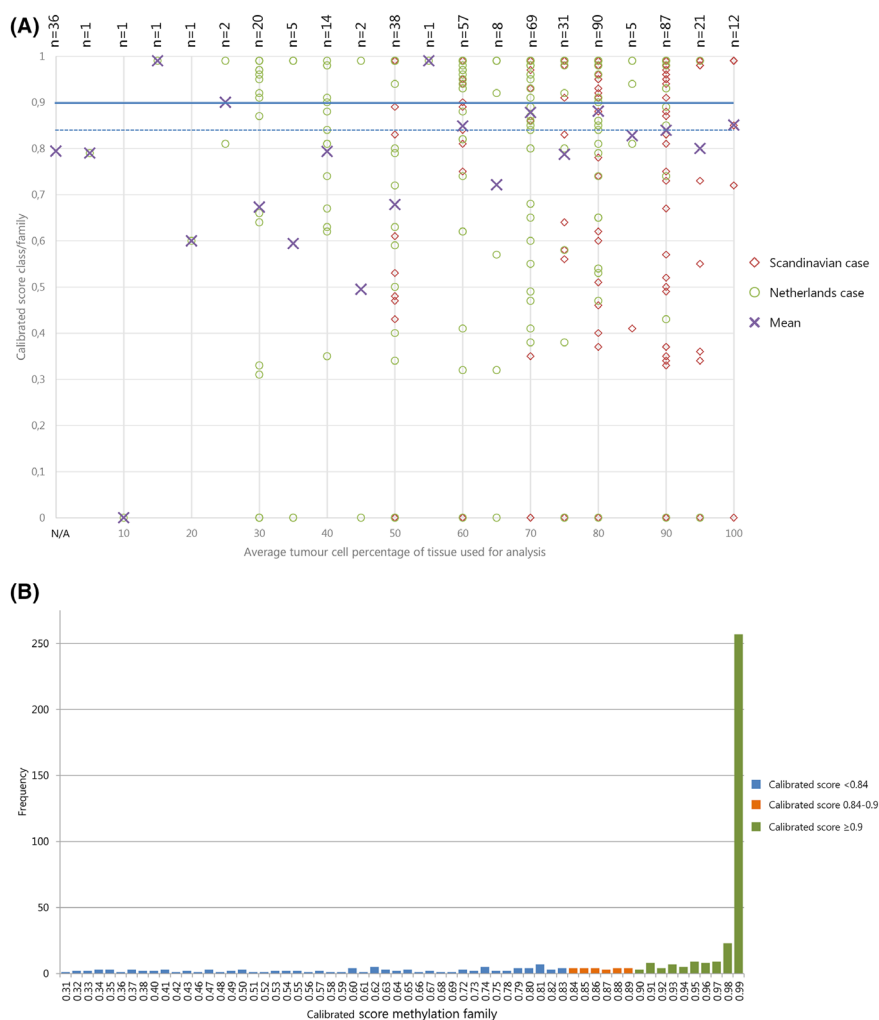 (A)
n=36 n=1 n=1 n=1 n=1 n=2 n=20 n=5 n=14 n=2 n=38 n=1 n=57 n=8 n=69 n=31 n=90 n=5 n=87 n=21 n=12
1
0,9
0,8
0,7
0,6
0,5
0,4
0,3
0,2
0,1
0
Calibrated score class/family
N/A 10 20 30 40 50 60 70 80 90 100
Average tumour cell percentage of tissue used for analysis
Scandinavian case
Netherlands case
Mean
(B)
250
200
150
100
50
0
Frequency
0.31 0.32 0.33 0.34 0.35 0.36 0.37 0.38 0.40 0.41 0.42 0.43 0.46 0.47 0.48 0.49 0.50 0.51 0.52 0.53 0.54 0.55 0.56 0.57 0.58 0.59 0.60 0.61 0.62 0.63 0.64 0.65 0.66 0.67 0.68 0.69 0.72 0.73 0.74 0.75 0.78 0.79 0.80 0.81 0.82 0.83 0.84 0.85 0.86 0.87 0.88 0.89 0.90 0.91 0.92 0.93 0.94 0.95 0.96 0.97 0.98 0.99
Calibrated score methylation family
Calibrated score <0.84
Calibrated score 0.84-0.9
Calibrated score ≥0.9